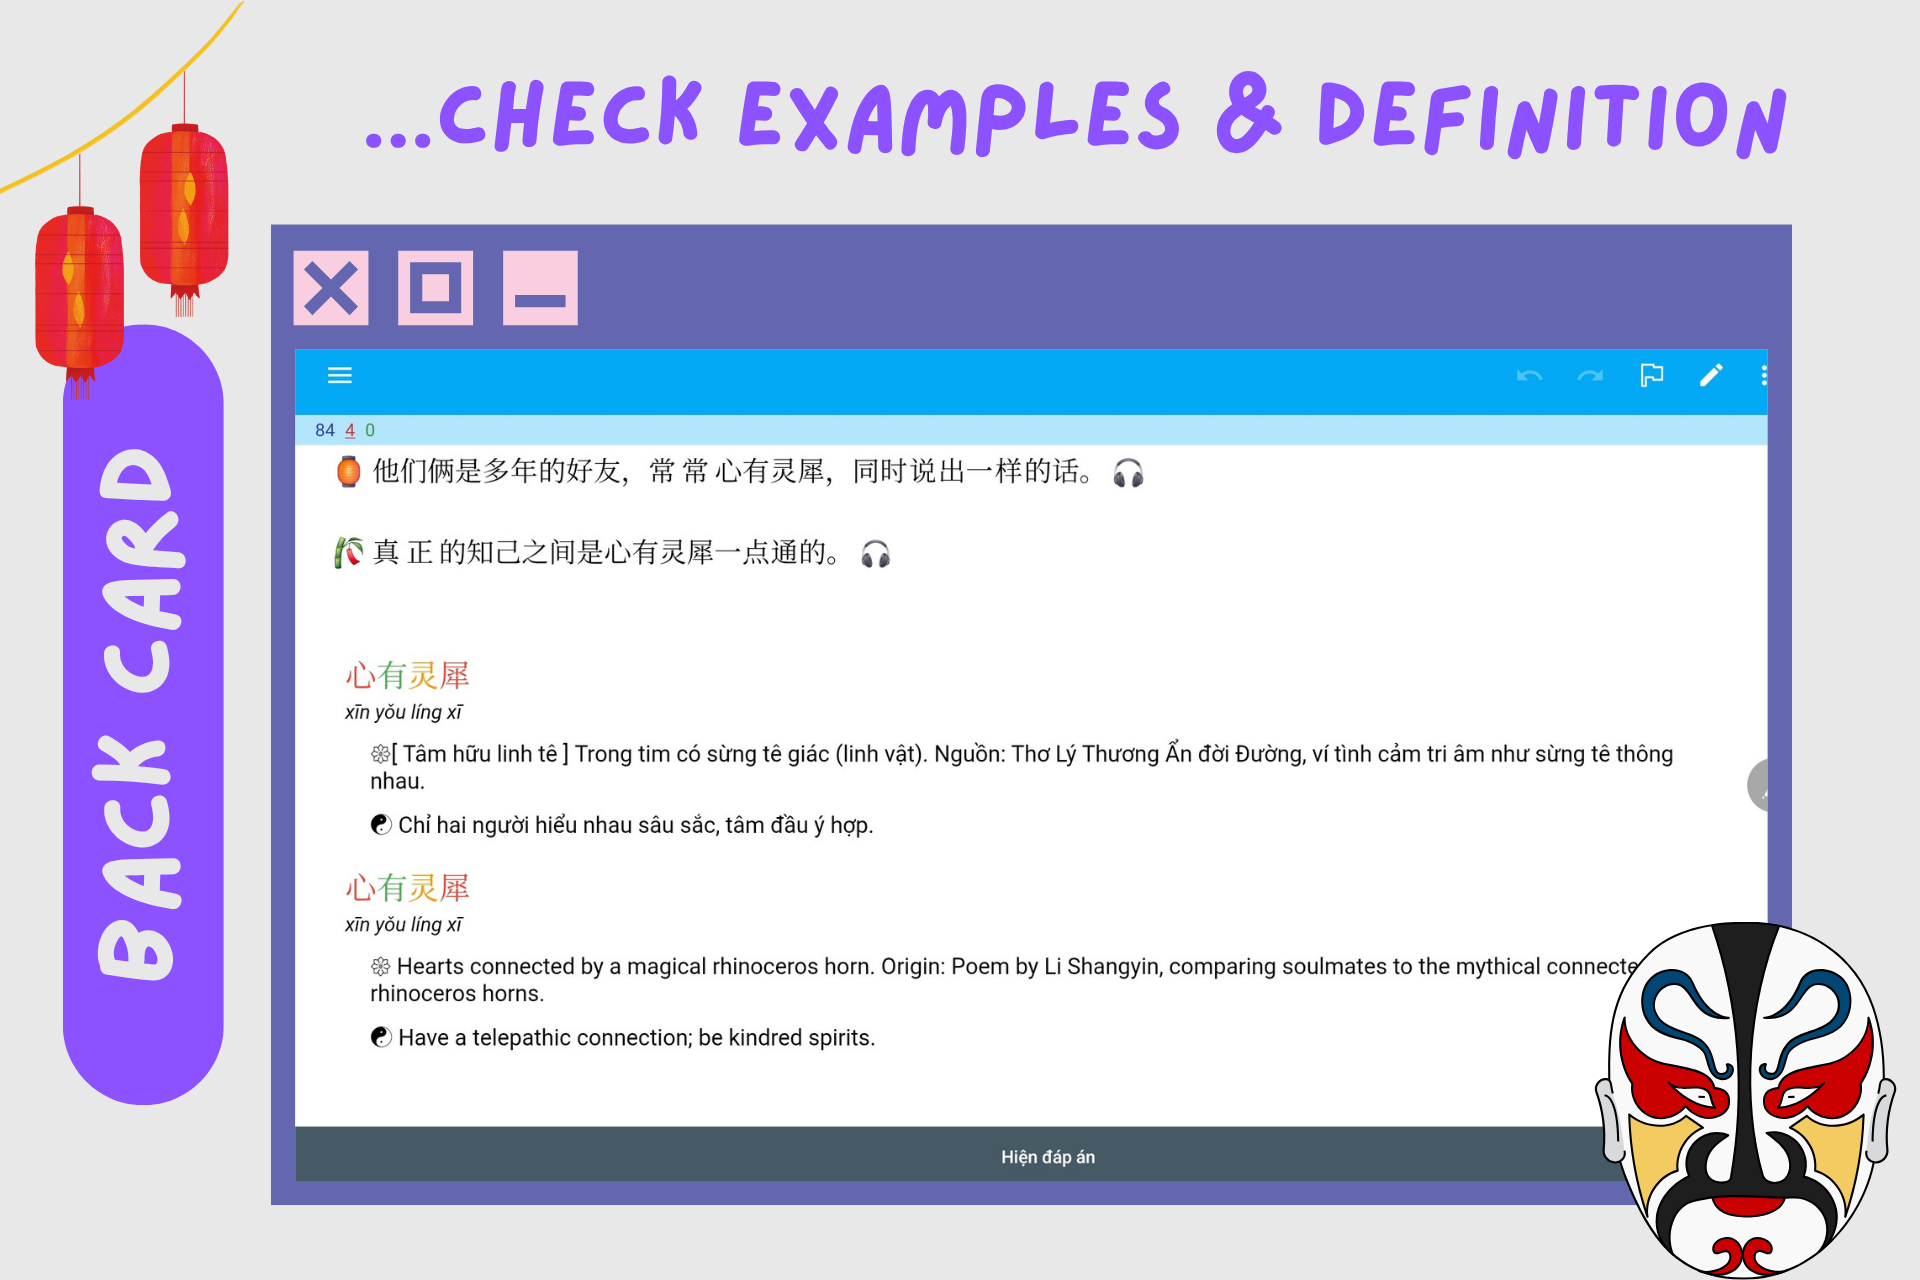 ...CHECK EXAMPLES & DEFINITION
BACK CARD
84 4 0
他们俩是多年的好友，常常心有灵犀，同时说出一样的话。
真正的知己之间是心有灵犀一点通的。
心有灵犀
xīn yǒu líng xī
[ Tâm hữu linh tê ] Trong tim có sừng tê giác (linh vật). Nguồn: Thơ Lý Thương Ẩn đời Đường, ví tình cảm tri âm như sừng tê thông
nhau.
Chỉ hai người hiểu nhau sâu sắc, tâm đầu ý hợp.
心有灵犀
xīn yǒu líng xī
Hearts connected by a magical rhinoceros horn. Origin: Poem by Li Shangyin, comparing soulmates to the mythical connecte
rhinoceros horns.
Have a telepathic connection; be kindred spirits.
Hiện đáp án